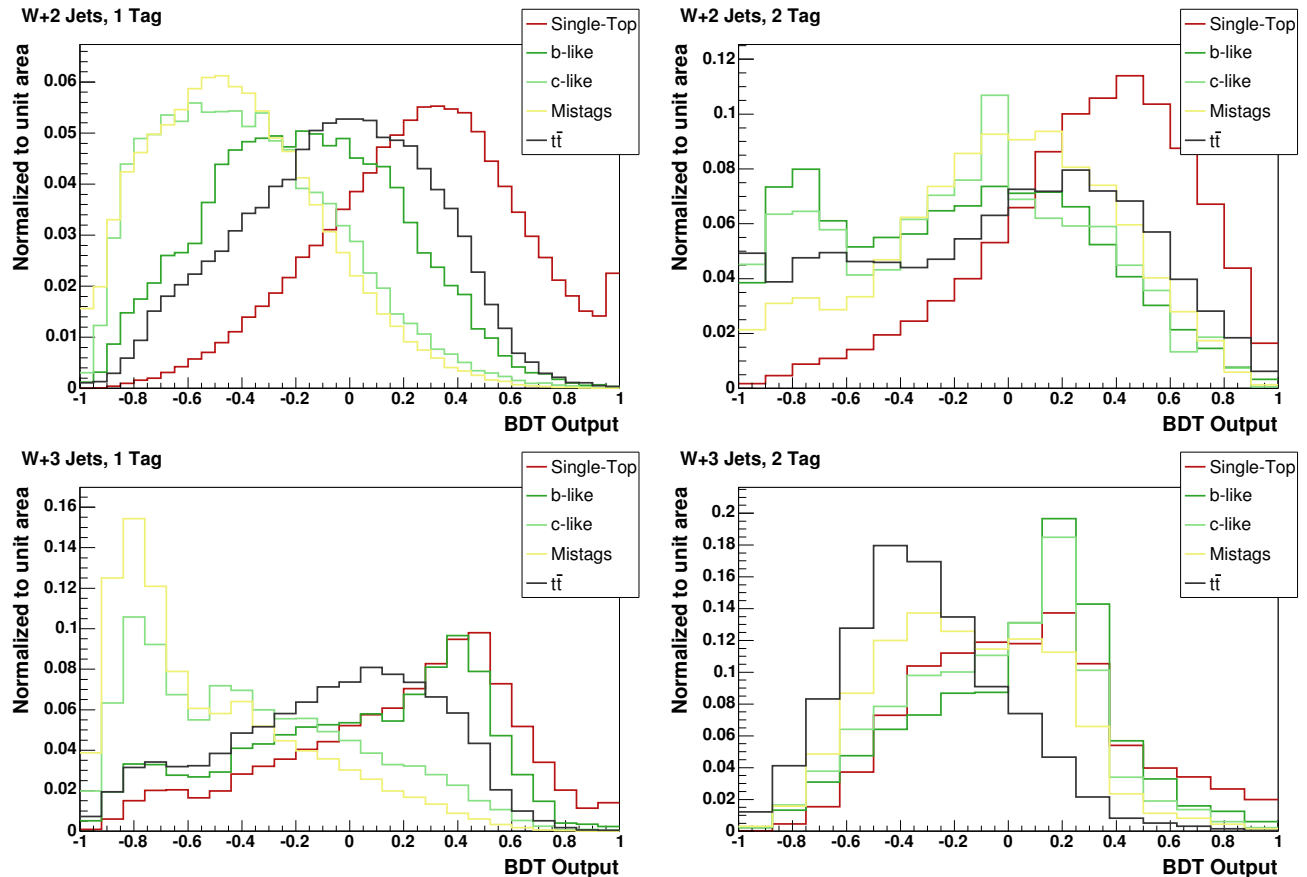 W+2 Jets, 1 Tag
Normalized to unit area
0.06
0.05
0.04
0.03
0.02
0.01
0
-1 -0.8 -0.6 -0.4 -0.2 0 0.2 0.4 0.6 0.8 1
BDT Output
Single-Top
b-like
c-like
Mistags
tt̄
W+2 Jets, 2 Tag
Normalized to unit area
0.12
0.1
0.08
0.06
0.04
0.02
0
-1 -0.8 -0.6 -0.4 -0.2 0 0.2 0.4 0.6 0.8 1
BDT Output
Single-Top
b-like
c-like
Mistags
tt̄
W+3 Jets, 1 Tag
Normalized to unit area
0.16
0.14
0.12
0.1
0.08
0.06
0.04
0.02
0
-1 -0.8 -0.6 -0.4 -0.2 0 0.2 0.4 0.6 0.8 1
BDT Output
Single-Top
b-like
c-like
Mistags
tt̄
W+3 Jets, 2 Tag
Normalized to unit area
0.2
0.18
0.16
0.14
0.12
0.1
0.08
0.06
0.04
0.02
0
-1 -0.8 -0.6 -0.4 -0.2 0 0.2 0.4 0.6 0.8 1
BDT Output
Single-Top
b-like
c-like
Mistags
tt̄